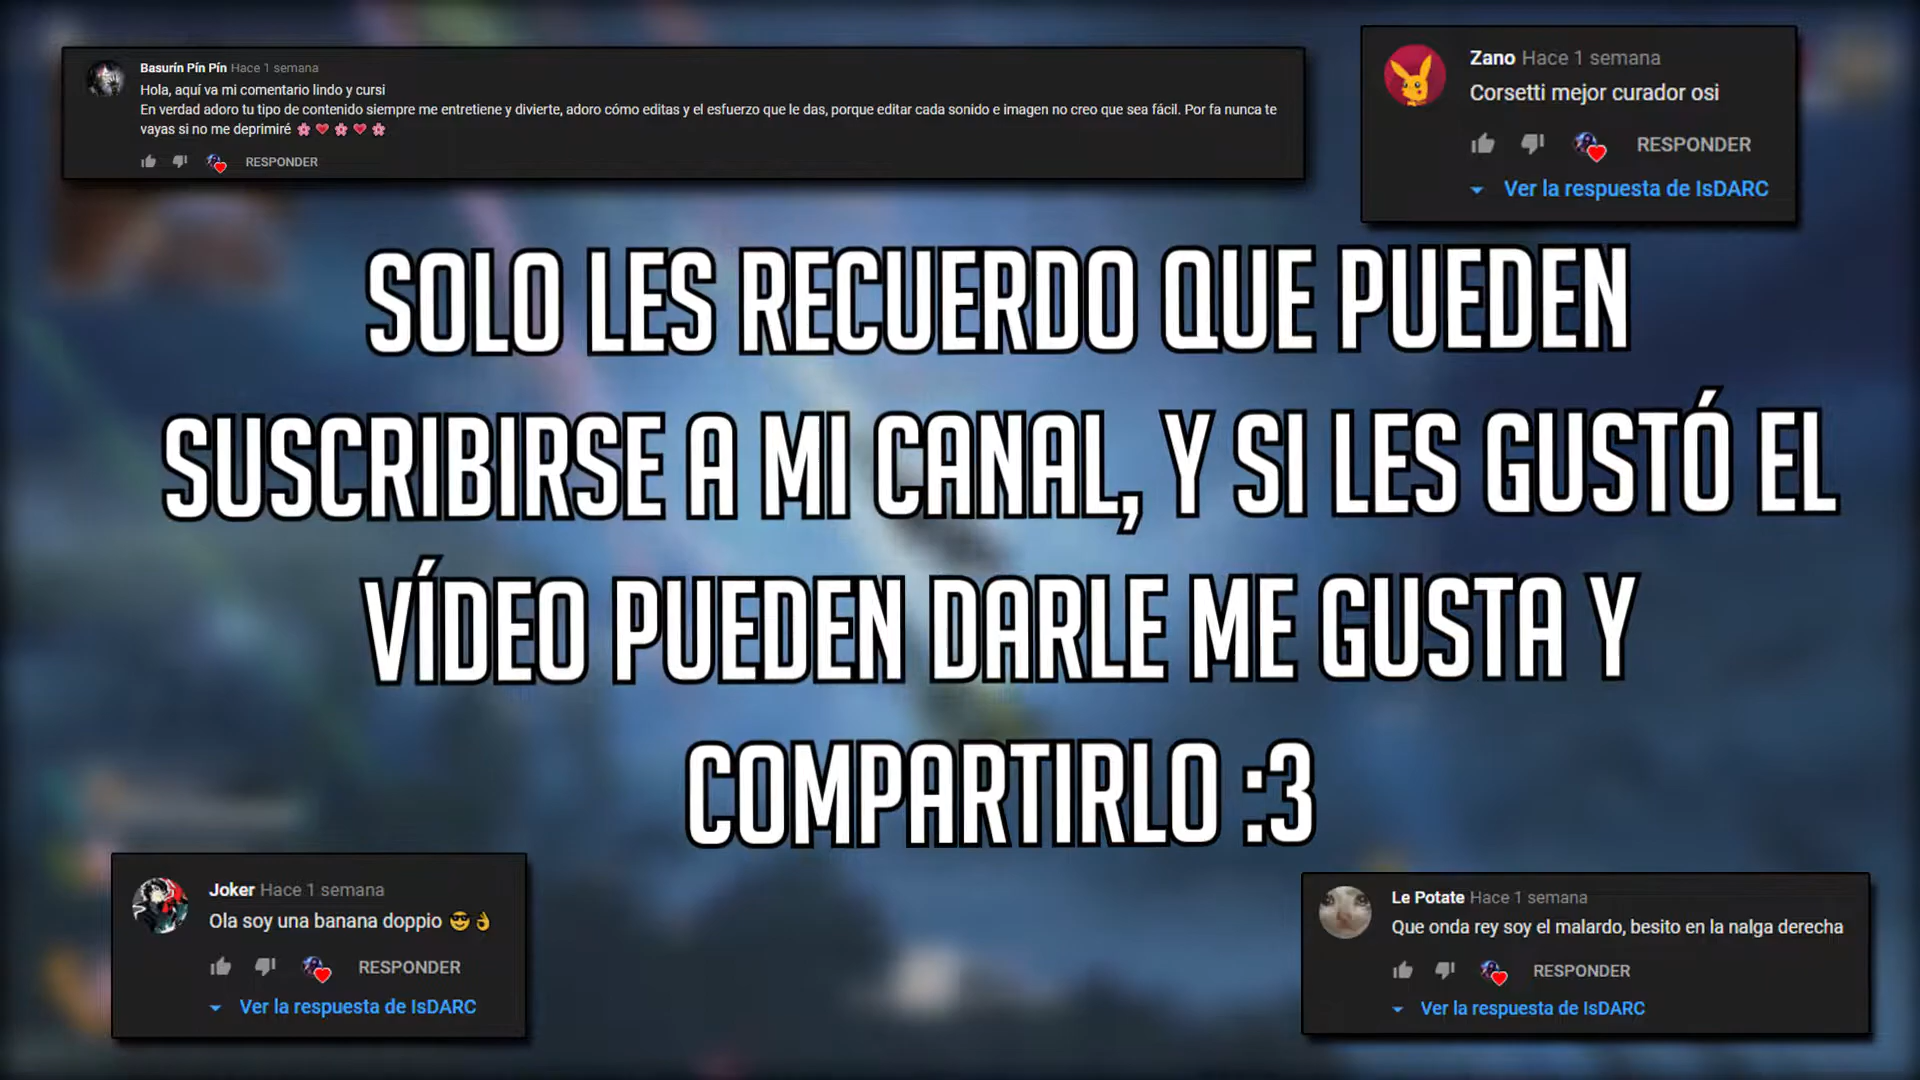 Basurín Pín Pín Hace 1 semana
Hola, aquí va mi comentario lindo y cursi
En verdad adoro tu tipo de contenido siempre me entretiene y divierte, adoro cómo editas y el esfuerzo que le das, porque editar cada sonido e imagen no creo que sea fácil. Por fa nunca te
vayas si no me deprimiré 🌸❤️🌸❤️🌸
RESPONDER
Zano Hace 1 semana
Corsetti mejor curador osi
RESPONDER
Ver la respuesta de IsDARC
SOLO LES RECUERDO QUE PUEDEN
SUSCRIBIRSE A MI CANAL, Y SI LES GUSTÓ EL
VÍDEO PUEDEN DARLE ME GUSTA Y
COMPARTIRLO :3
Joker Hace 1 semana
Ola soy una banana doppio 😎👌
RESPONDER
Ver la respuesta de IsDARC
Le Potate Hace 1 semana
Que onda rey soy el malardo, besito en la nalga derecha
RESPONDER
Ver la respuesta de IsDARC